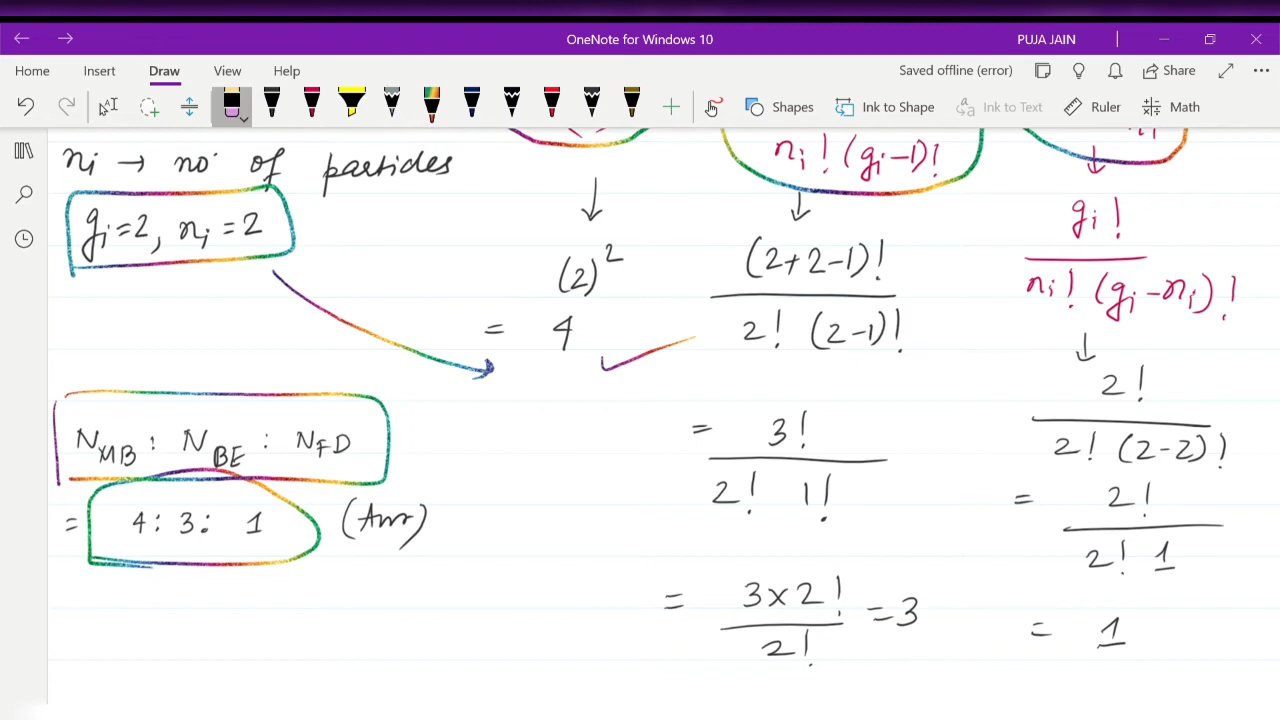 OneNote for Windows 10
PUJA JAIN
Home Insert Draw View Help
Saved offline (error)
Share
Shapes
Ink to Shape
Ink to Text
Ruler
Math
nᵢ → no. of particles
gᵢ=2, nᵢ=2
(2)²
= 4
nᵢ! (gᵢ-1)!
(2+2-1)!
2! (2-1)!
= 3!
2! 1!
= 3×2! =3
2!
gᵢ!
nᵢ! (gᵢ-nᵢ)!
2!
2! (2-2)!
= 2!
2! 1
= 1
N_MB : N_BE : N_FD
= 4: 3: 1 (Ans)